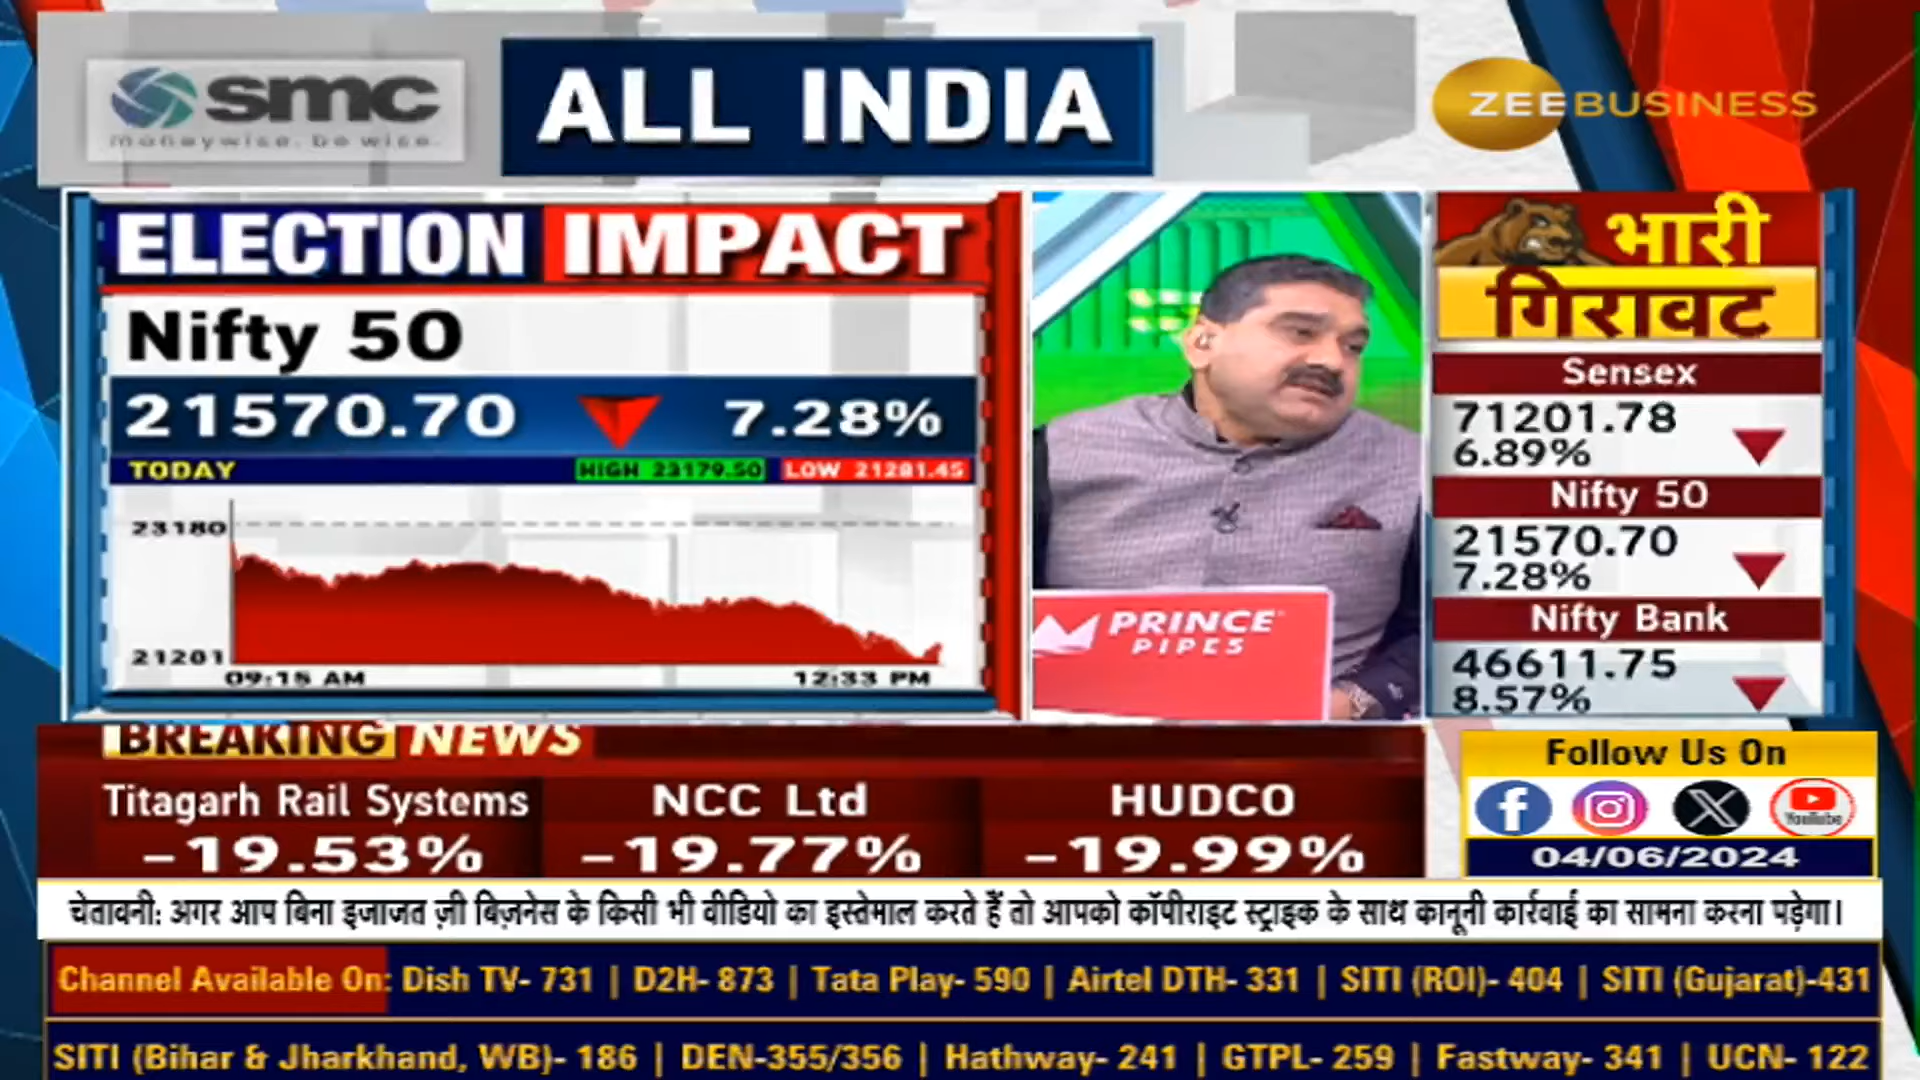 smc
moneywise. be wise.
ALL INDIA
ZEEBUSINESS
ELECTION IMPACT
Nifty 50
21570.70 7.28%
TODAY HIGH 23179.50 LOW 21281.45
23180
21281
09:15 AM 12:33 PM
PRINCE
PIPES
भारी
गिरावट
Sensex
71201.78
6.89%
Nifty 50
21570.70
7.28%
Nifty Bank
46611.75
8.57%
BREAKING NEWS
Titagarh Rail Systems NCC Ltd HUDCO
-19.53% -19.77% -19.99%
Follow Us On
YouTube
04/06/2024
चेतावनी: अगर आप बिना इजाजत ज़ी बिज़नेस के किसी भी वीडियो का इस्तेमाल करते हैं तो आपको कॉपीराइट स्ट्राइक के साथ कानूनी कार्रवाई का सामना करना पड़ेगा।
Channel Available On: Dish TV- 731 | D2H- 873 | Tata Play- 590 | Airtel DTH- 331 | SITI (ROI)- 404 | SITI (Gujarat)-431
SITI (Bihar & Jharkhand, WB)- 186 | DEN-355/356 | Hathway- 241 | GTPL- 259 | Fastway- 341 | UCN- 122